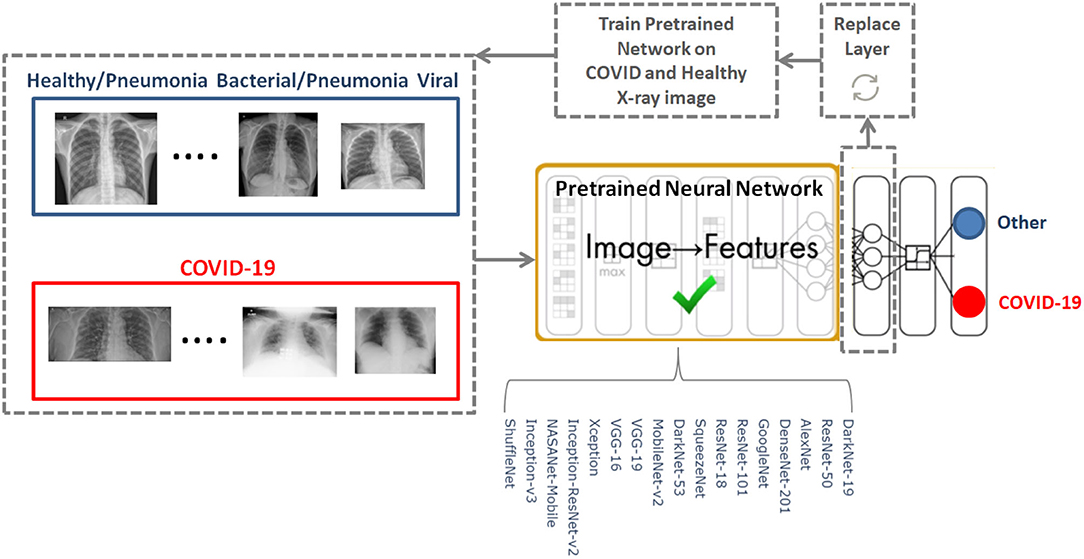 Healthy/Pneumonia Bacterial/Pneumonia Viral
COVID-19
Train Pretrained
Network on
COVID and Healthy
X-ray image
Replace
Layer
Pretrained Neural Network
Image→Features
max
Other
COVID-19
ShuffleNet
Inception-v3
NASANet-Mobile
Inception-ResNet-v2
Xception
VGG-16
VGG-19
MobileNet-v2
DarkNet-53
SqueezeNet
ResNet-18
ResNet-101
GoogleNet
DenseNet-201
AlexNet
ResNet-50
DarkNet-19